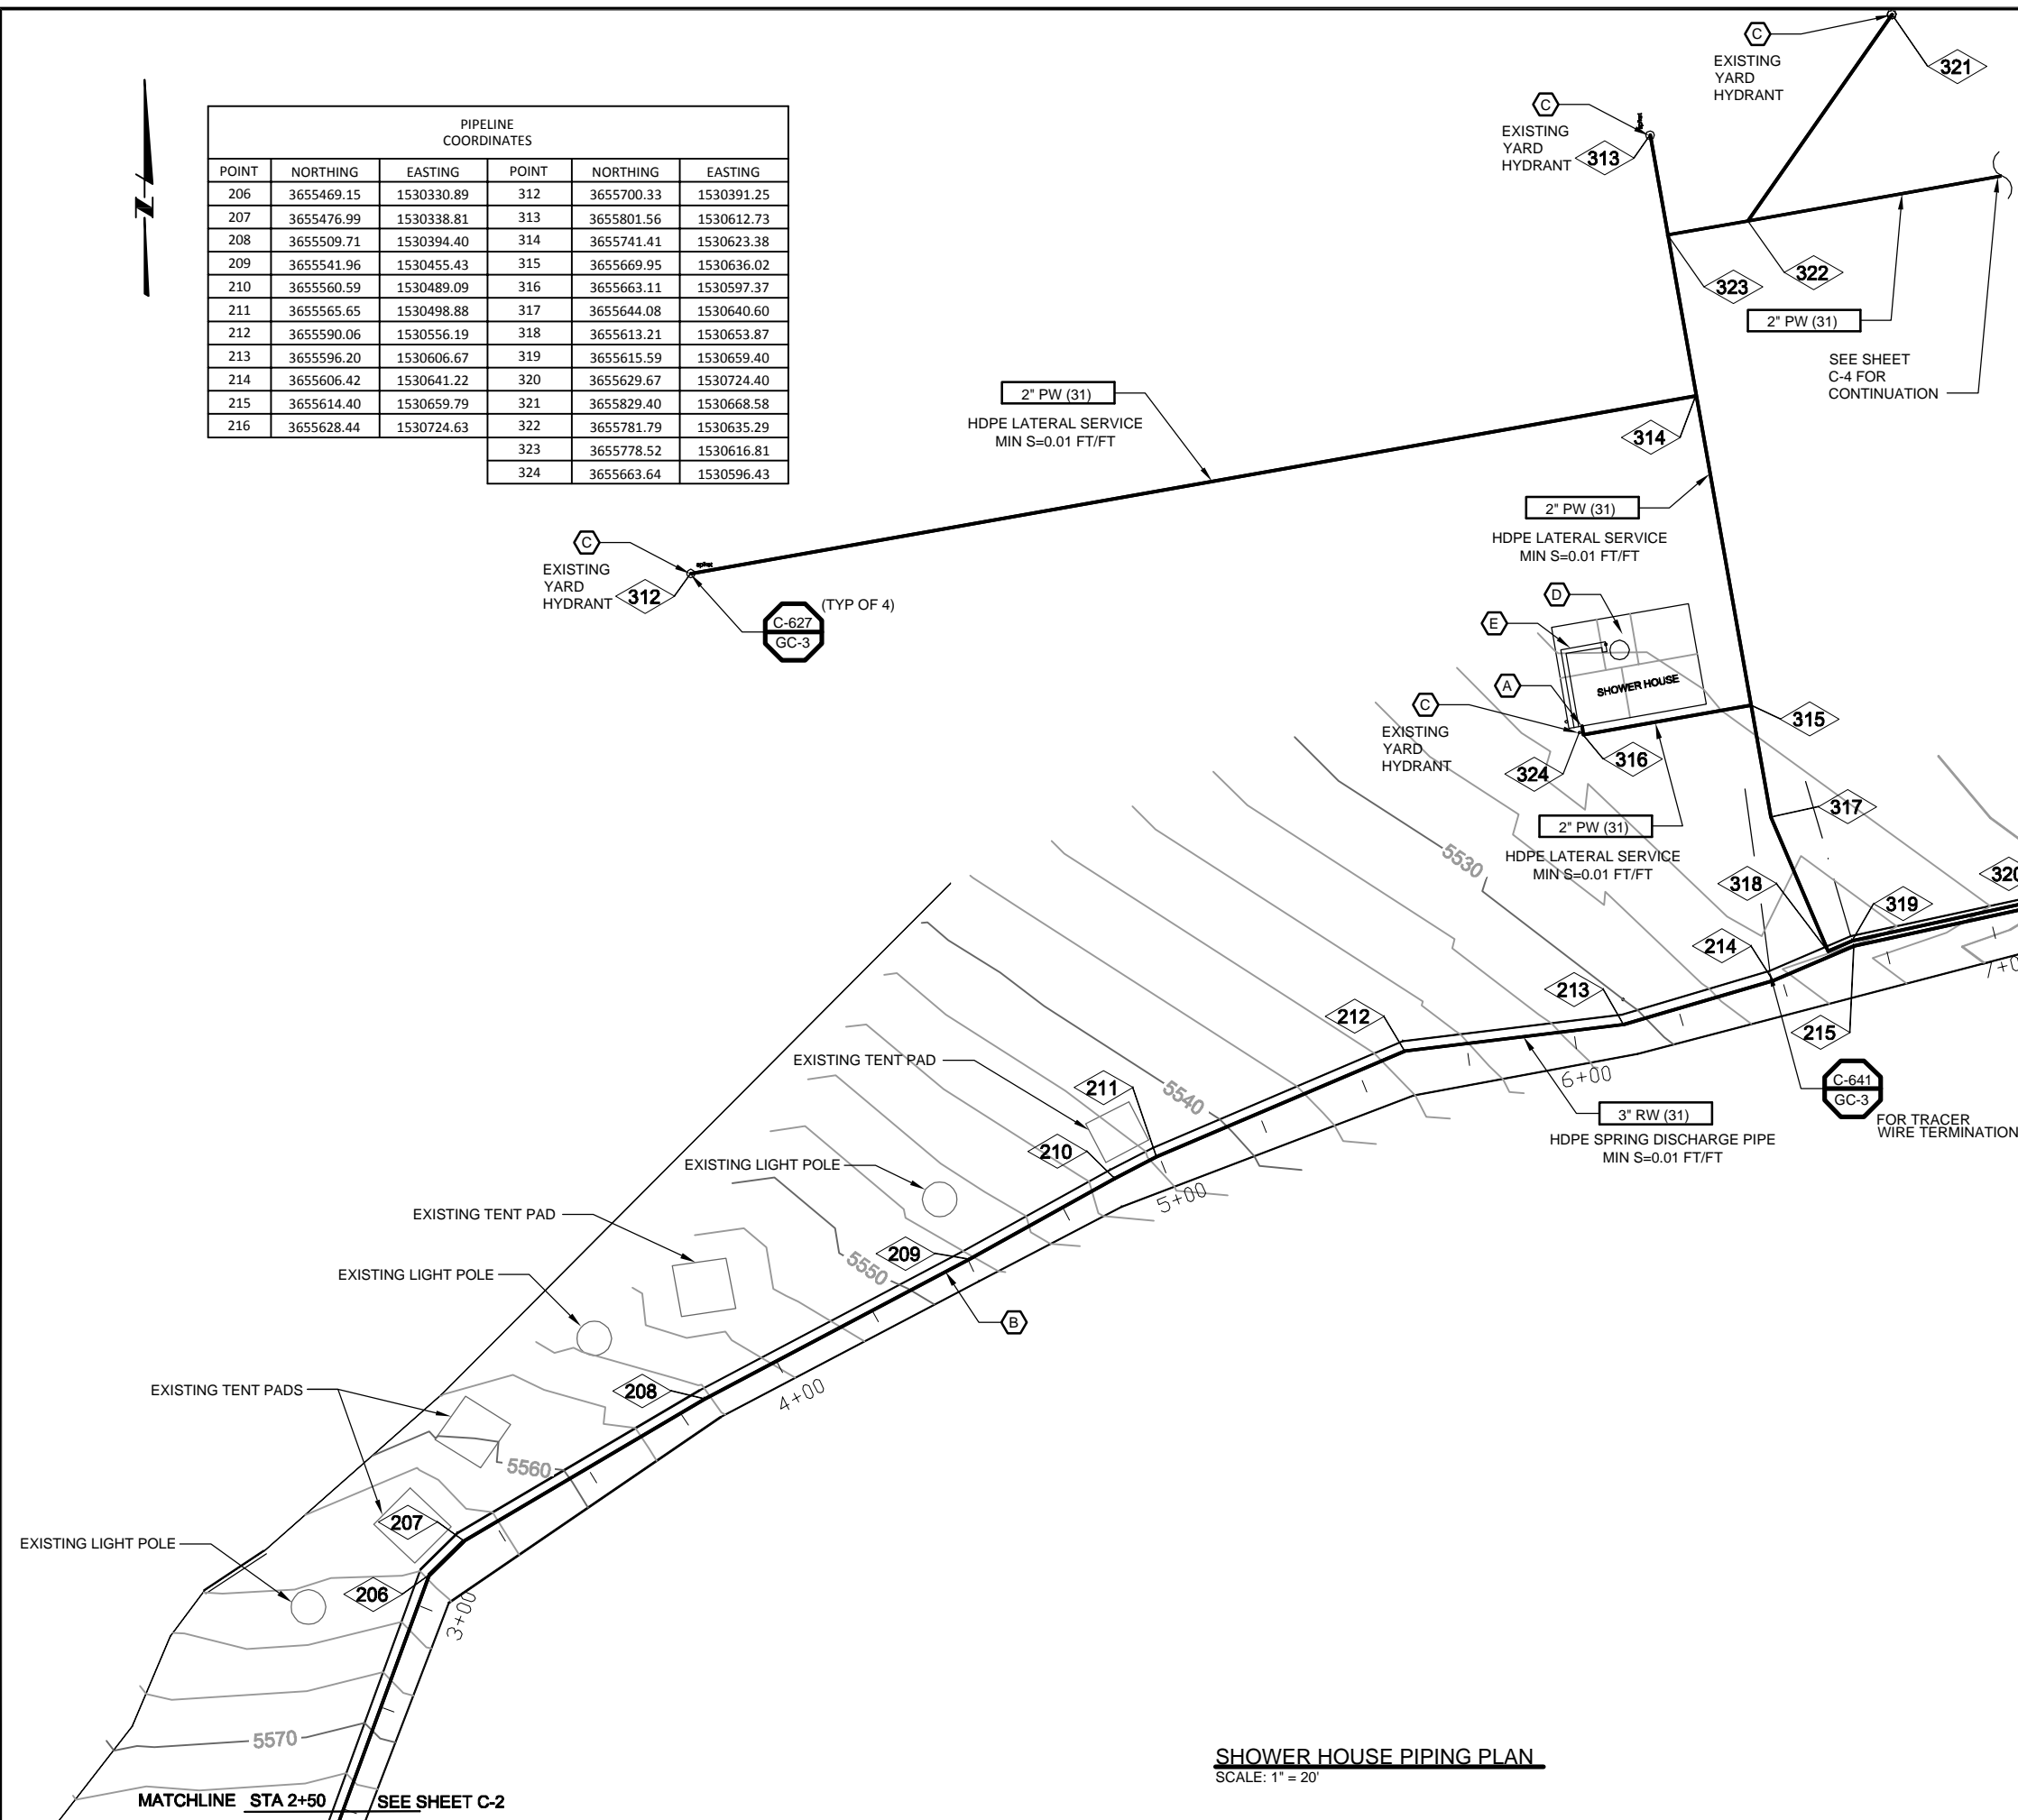 N
PIPELINE
COORDINATES
POINT NORTHING EASTING POINT NORTHING EASTING
206 3655469.15 1530330.89 312 3655700.33 1530391.25
207 3655476.99 1530338.81 313 3655801.56 1530612.73
208 3655509.71 1530394.40 314 3655741.41 1530623.38
209 3655541.96 1530455.43 315 3655669.95 1530636.02
210 3655560.59 1530489.09 316 3655663.11 1530597.37
211 3655565.65 1530498.88 317 3655644.08 1530640.60
212 3655590.06 1530556.19 318 3655613.21 1530653.87
213 3655596.20 1530606.67 319 3655615.59 1530659.40
214 3655606.42 1530641.22 320 3655629.67 1530724.40
215 3655614.40 1530659.79 321 3655829.40 1530668.58
216 3655628.44 1530724.63 322 3655781.79 1530635.29
323 3655778.52 1530616.81
324 3655663.64 1530596.43
C
EXISTING
YARD
HYDRANT
321
C
EXISTING
YARD
HYDRANT
313
323
322
2" PW (31)
SEE SHEET
C-4 FOR
CONTINUATION
2" PW (31)
HDPE LATERAL SERVICE
MIN S=0.01 FT/FT
314
2" PW (31)
HDPE LATERAL SERVICE
MIN S=0.01 FT/FT
C
EXISTING
YARD
HYDRANT
312
C-627
GC-3
(TYP OF 4)
D
E
A
SHOWER HOUSE
C
EXISTING
YARD
HYDRANT
324
316
315
317
2" PW (31)
HDPE LATERAL SERVICE
MIN S=0.01 FT/FT
5530
318
319
320
214
213
212
215
7+0
6+00
C-641
GC-3
FOR TRACER
WIRE TERMINATION
3" RW (31)
HDPE SPRING DISCHARGE PIPE
MIN S=0.01 FT/FT
EXISTING TENT PAD
211
5540
210
5+00
EXISTING LIGHT POLE
EXISTING TENT PAD
209
5550
EXISTING LIGHT POLE
B
EXISTING TENT PADS
208
4+00
5560
207
EXISTING LIGHT POLE
206
3+00
5570
MATCHLINE STA 2+50 SEE SHEET C-2
SHOWER HOUSE PIPING PLAN
SCALE: 1" = 20'